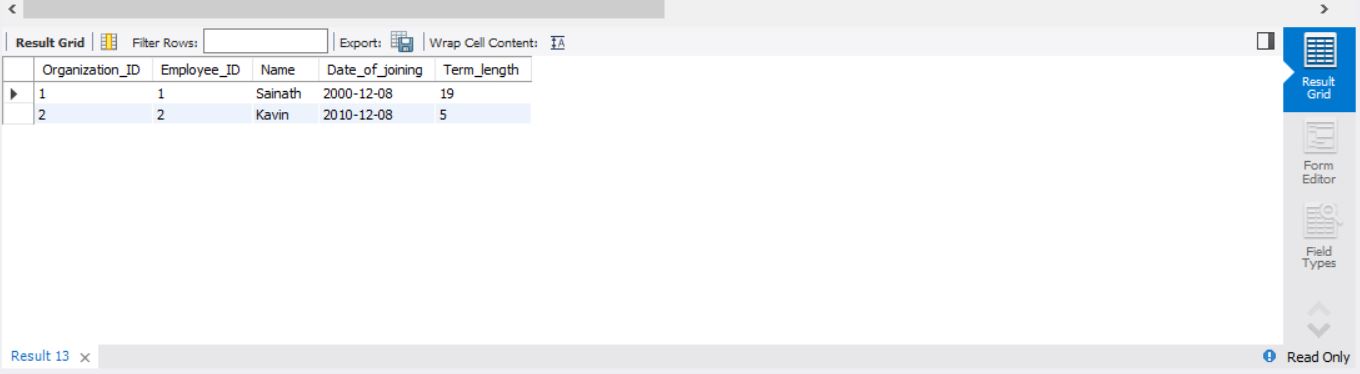 Result Grid Filter Rows: Export: Wrap Cell Content:
Organization_ID Employee_ID Name Date_of_joining Term_length
1 1 Sainath 2000-12-08 19
2 2 Kavin 2010-12-08 5
Result
Grid
Form
Editor
Field
Types
Result 13 Read Only